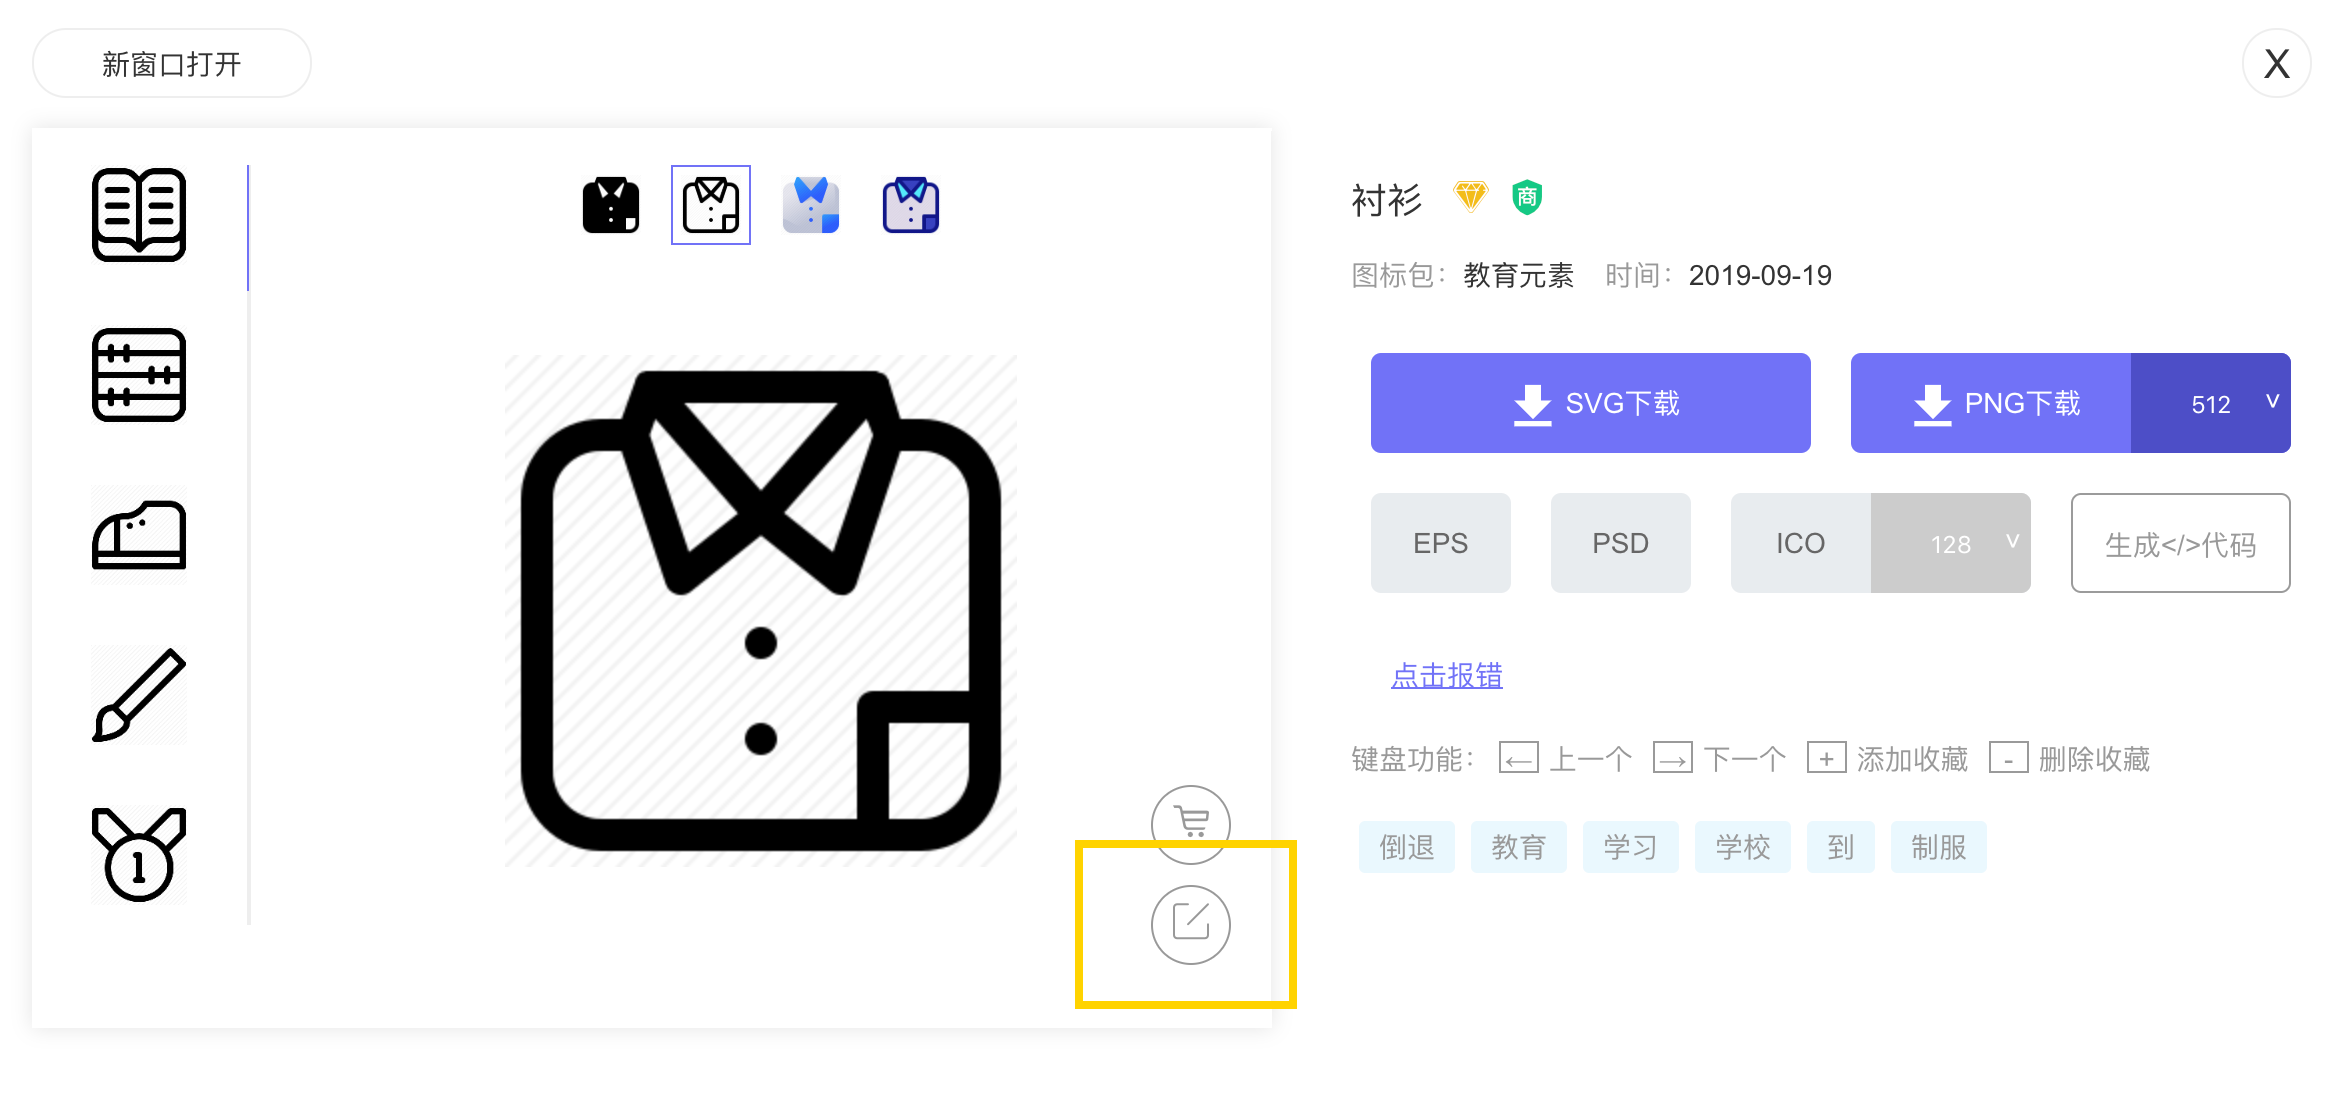 新窗口打开
X
1
衬衫 商
图标包： 教育元素 时间： 2019-09-19
SVG下载 PNG下载 512 ∨
EPS PSD ICO 128 ∨ 生成</>代码
点击报错
键盘功能： ← 上一个 → 下一个 + 添加收藏 - 删除收藏
倒退 教育 学习 学校 到 制服